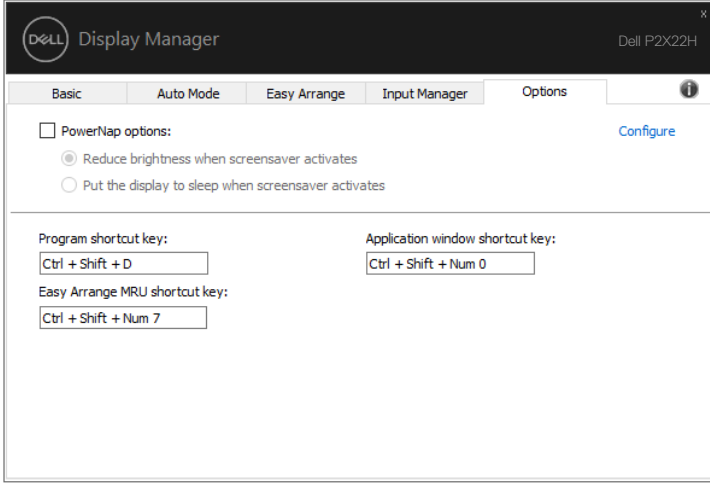 x
DELL Display Manager Dell P2X22H
Basic Auto Mode Easy Arrange Input Manager Options i
PowerNap options: Configure
Reduce brightness when screensaver activates
Put the display to sleep when screensaver activates
Program shortcut key: Application window shortcut key:
Ctrl + Shift + D Ctrl + Shift + Num 0
Easy Arrange MRU shortcut key:
Ctrl + Shift + Num 7